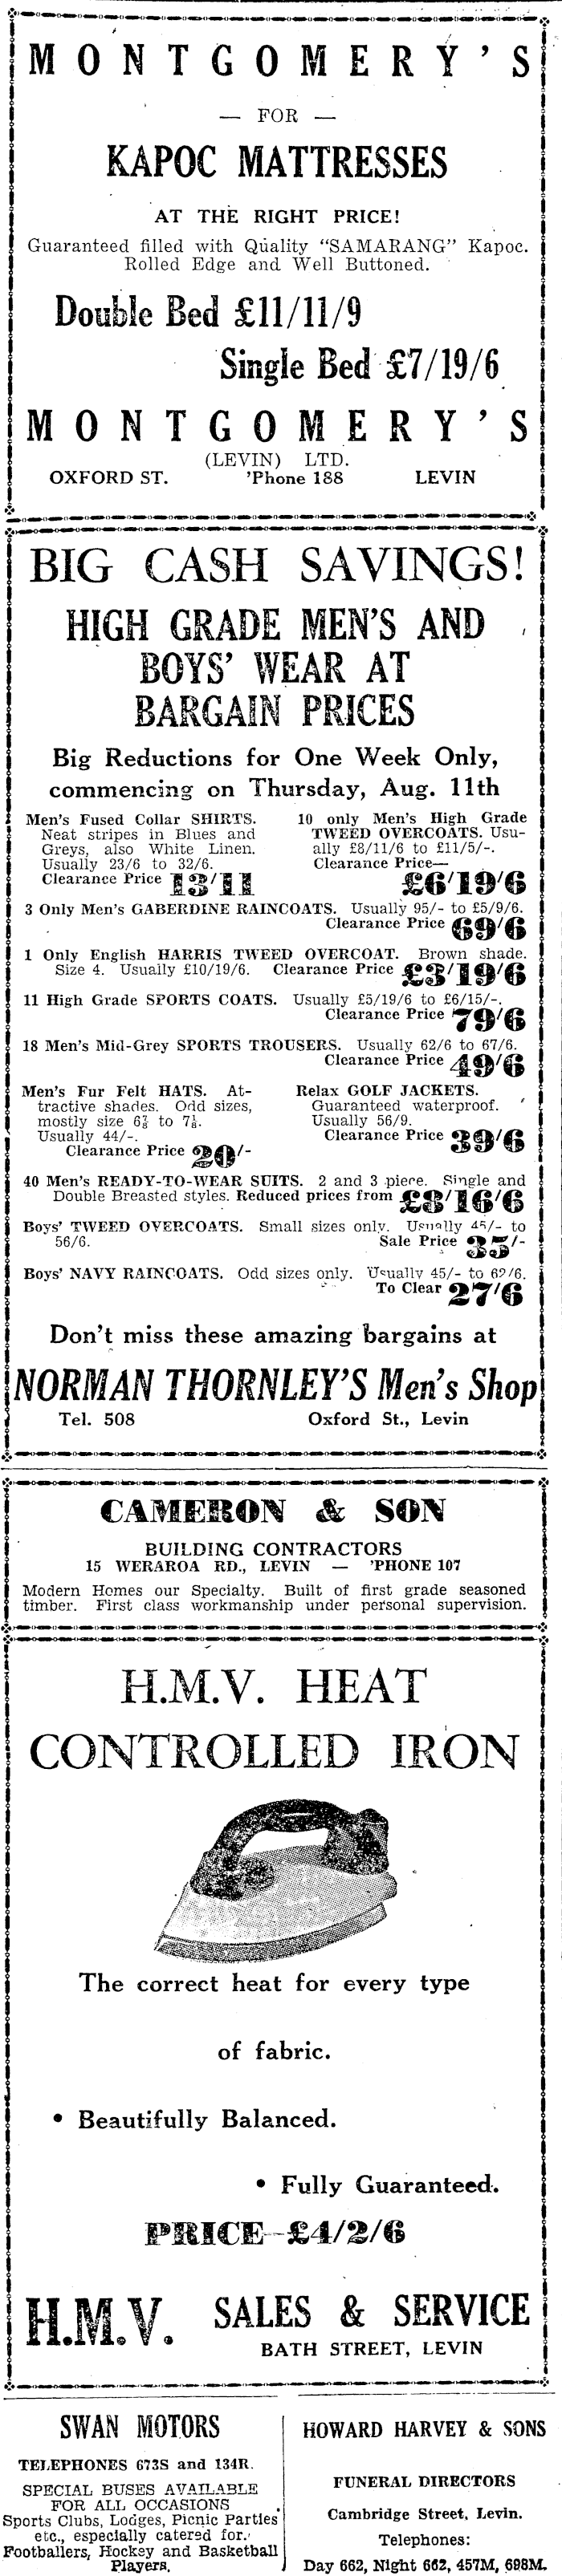 MONTGOMERY'S
— FOR —
KAPOC MATTRESSES
AT THE RIGHT PRICE!
Guaranteed filled with Quality "SAMARANG" Kapoc.
Rolled Edge and Well Buttoned.
Double Bed £11/11/9
Single Bed £7/19/6
MONTGOMERY'S
(LEVIN) LTD.
OXFORD ST. 'Phone 188 LEVIN
BIG CASH SAVINGS!
HIGH GRADE MEN'S AND
BOYS' WEAR AT
BARGAIN PRICES
Big Reductions for One Week Only,
commencing on Thursday, Aug. 11th
Men's Fused Collar SHIRTS.
Neat stripes in Blues and
Greys, also White Linen.
Usually 23/6 to 32/6.
Clearance Price 13/11
10 only Men's High Grade
TWEED OVERCOATS. Usu-
ally £8/11/6 to £11/5/-.
Clearance Price—
£6/19/6
3 Only Men's GABERDINE RAINCOATS. Usually 95/- to £5/9/6.
Clearance Price 69/6
1 Only English HARRIS TWEED OVERCOAT. Brown shade.
Size 4. Usually £10/19/6. Clearance Price £3/19/6
11 High Grade SPORTS COATS. Usually £5/19/6 to £6/15/-.
Clearance Price 79/6
18 Men's Mid-Grey SPORTS TROUSERS. Usually 62/6 to 67/6.
Clearance Price 49/6
Men's Fur Felt HATS. At-
tractive shades. Odd sizes,
mostly size 6⅞ to 7⅛.
Usually 44/-.
Clearance Price 20/-
Relax GOLF JACKETS.
Guaranteed waterproof.
Usually 56/9.
Clearance Price 39/6
40 Men's READY-TO-WEAR SUITS. 2 and 3 piece. Single and
Double Breasted styles. Reduced prices from £8/16/6
Boys' TWEED OVERCOATS. Small sizes only. Usually 45/- to
56/6. Sale Price 35/-
Boys' NAVY RAINCOATS. Odd sizes only. Usually 45/- to 62/6.
To Clear 27/6
Don't miss these amazing bargains at
NORMAN THORNLEY'S Men's Shop
Tel. 508 Oxford St., Levin
CAMERON & SON
BUILDING CONTRACTORS
15 WERAROA RD., LEVIN — 'PHONE 107
Modern Homes our Specialty. Built of first grade seasoned
timber. First class workmanship under personal supervision.
H.M.V. HEAT
CONTROLLED IRON
The correct heat for every type
of fabric.
• Beautifully Balanced.
• Fully Guaranteed.
PRICE—£4/2/6
H.M.V. SALES & SERVICE
BATH STREET, LEVIN
SWAN MOTORS
TELEPHONES 673S and 134R.
SPECIAL BUSES AVAILABLE
FOR ALL OCCASIONS
Sports Clubs, Lodges, Picnic Parties
etc., especially catered for.
Footballers, Hockey and Basketball
Players.
HOWARD HARVEY & SONS
FUNERAL DIRECTORS
Cambridge Street, Levin.
Telephones:
Day 662, Night 662, 457M, 698M.